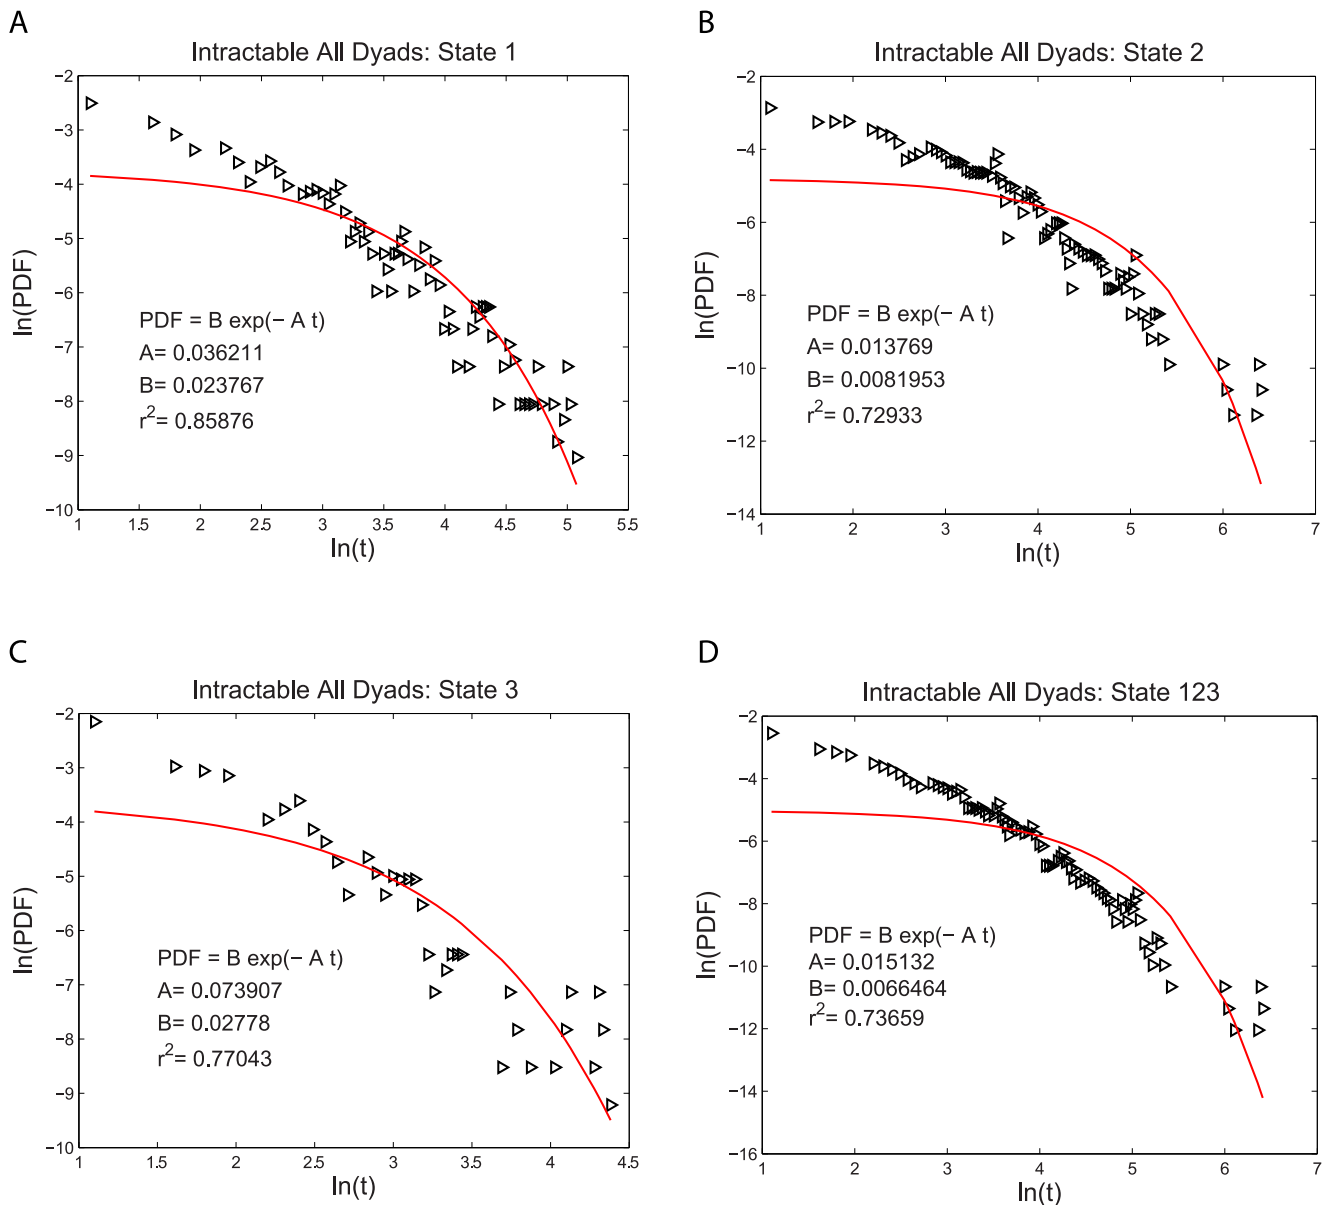 A
Intractable All Dyads: State 1
−2
−3
−4
−5
−6
−7
−8
−9
−10
ln(PDF)
PDF = B exp(− A t)
A= 0.036211
B= 0.023767
r2= 0.85876
1 1.5 2 2.5 3 3.5 4 4.5 5 5.5
ln(t)
B
Intractable All Dyads: State 2
−2
−4
−6
−8
−10
−12
−14
ln(PDF)
PDF = B exp(− A t)
A= 0.013769
B= 0.0081953
r2= 0.72933
1 2 3 4 5 6 7
ln(t)
C
Intractable All Dyads: State 3
−2
−3
−4
−5
−6
−7
−8
−9
−10
ln(PDF)
PDF = B exp(− A t)
A= 0.073907
B= 0.02778
r2= 0.77043
1 1.5 2 2.5 3 3.5 4 4.5
ln(t)
D
Intractable All Dyads: State 123
−2
−4
−6
−8
−10
−12
−14
−16
ln(PDF)
PDF = B exp(− A t)
A= 0.015132
B= 0.0066464
r2= 0.73659
1 2 3 4 5 6 7
ln(t)